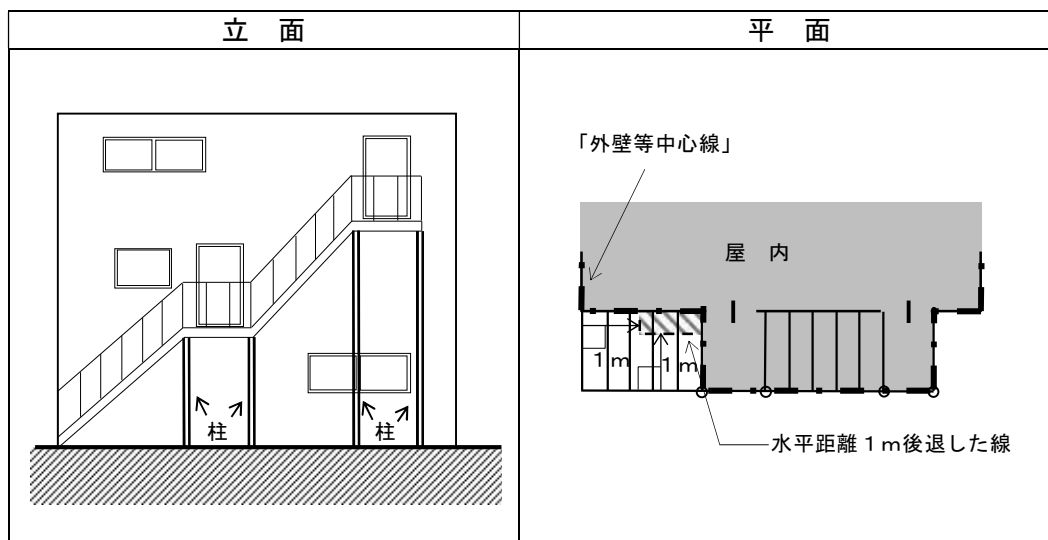 立　面
平　面
「外壁等中心線」
屋　内
1ｍ
1ｍ
柱
柱
水平距離1ｍ後退した線